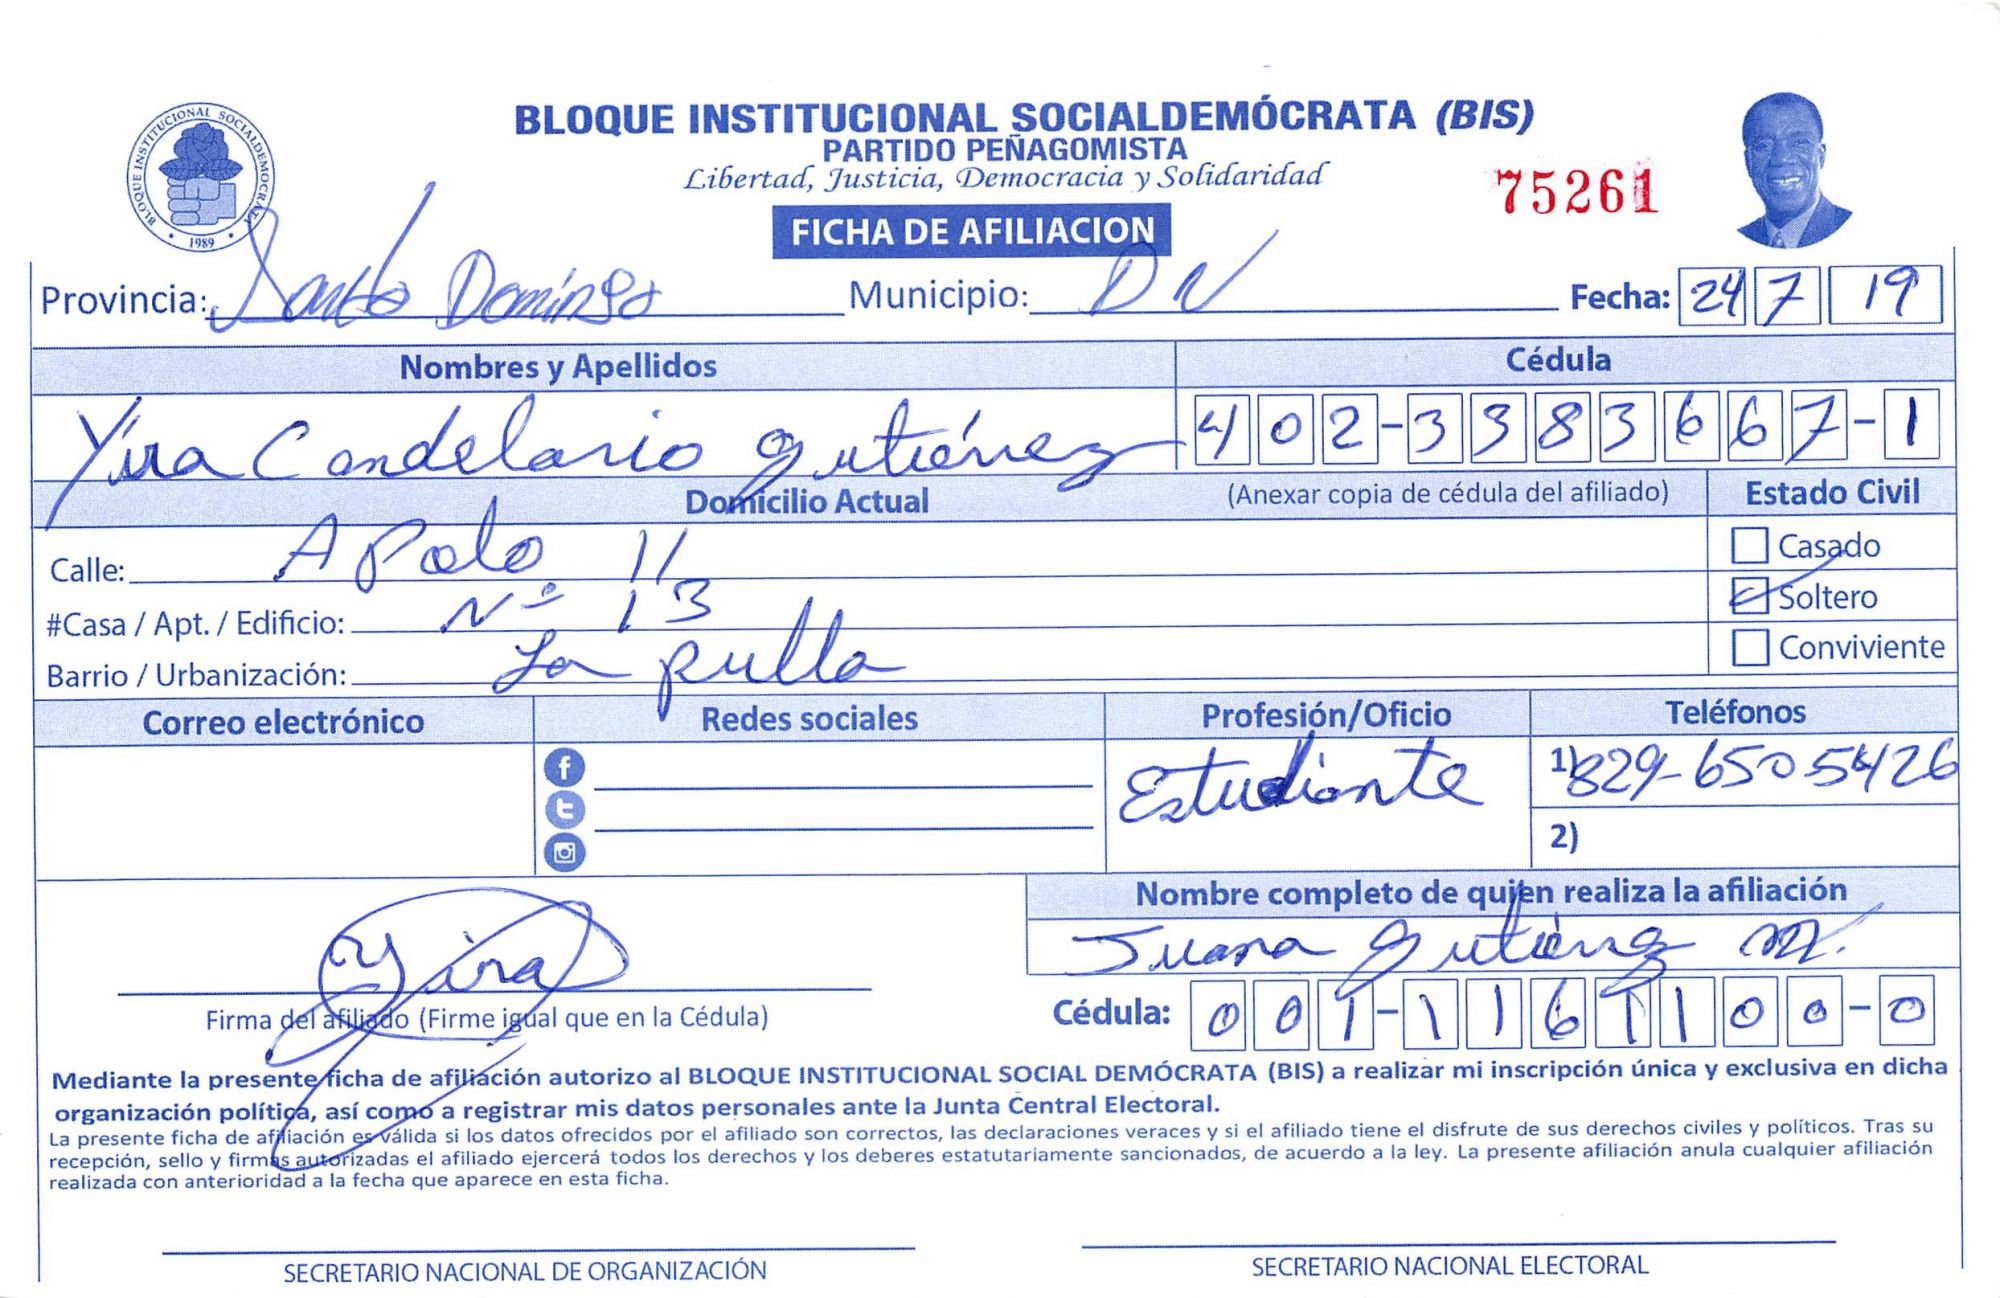 BLOQUE INSTITUCIONAL SOCIALDEMÓCRATA (BIS)
PARTIDO PEÑAGOMISTA
Libertad, Justicia, Democracia y Solidaridad
BLOQUE INSTITUCIONAL SOCIALDEMOCRATA
• 1989 •
75261
FICHA DE AFILIACION
Provincia: Santo Domingo Municipio: DN Fecha: 24 7 19
Nombres y Apellidos Cédula
Yira Candelario Gutiérrez 402-3383667-1
Domicilio Actual (Anexar copia de cédula del afiliado) Estado Civil
Calle: Apolo 11 Casado
#Casa / Apt. / Edificio: Nº 13 Soltero
Barrio / Urbanización: La pulla Conviviente
Correo electrónico Redes sociales Profesión/Oficio Teléfonos
Estudiante 1) 829-650 5426
2)
Nombre completo de quien realiza la afiliación
Yira Juana Gutiérrez M.
Firma del afiliado (Firme igual que en la Cédula) Cédula: 001-1161100-0
Mediante la presente ficha de afiliación autorizo al BLOQUE INSTITUCIONAL SOCIAL DEMÓCRATA (BIS) a realizar mi inscripción única y exclusiva en dicha
organización política, así como a registrar mis datos personales ante la Junta Central Electoral.
La presente ficha de afiliación es válida si los datos ofrecidos por el afiliado son correctos, las declaraciones veraces y si el afiliado tiene el disfrute de sus derechos civiles y políticos. Tras su
recepción, sello y firmas autorizadas el afiliado ejercerá todos los derechos y los deberes estatutariamente sancionados, de acuerdo a la ley. La presente afiliación anula cualquier afiliación
realizada con anterioridad a la fecha que aparece en esta ficha.
SECRETARIO NACIONAL DE ORGANIZACIÓN SECRETARIO NACIONAL ELECTORAL